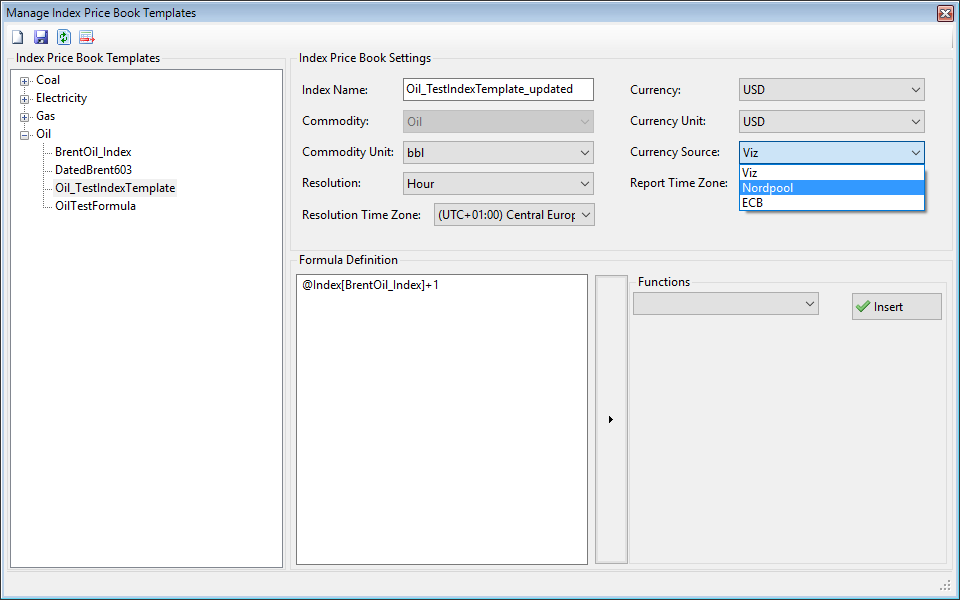 Manage Index Price Book Templates
Index Price Book Templates
Coal
Electricity
Gas
Oil
BrentOil_Index
DatedBrent603
Oil_TestIndexTemplate
OilTestFormula
Index Price Book Settings
Index Name: Oil_TestIndexTemplate_updated
Commodity: Oil
Commodity Unit: bbl
Resolution: Hour
Resolution Time Zone: (UTC+01:00) Central Europ
Currency: USD
Currency Unit: USD
Currency Source: Viz
Viz
Nordpool
ECB
Report Time Zone:
Formula Definition
@Index[BrentOil_Index]+1
Functions
Insert